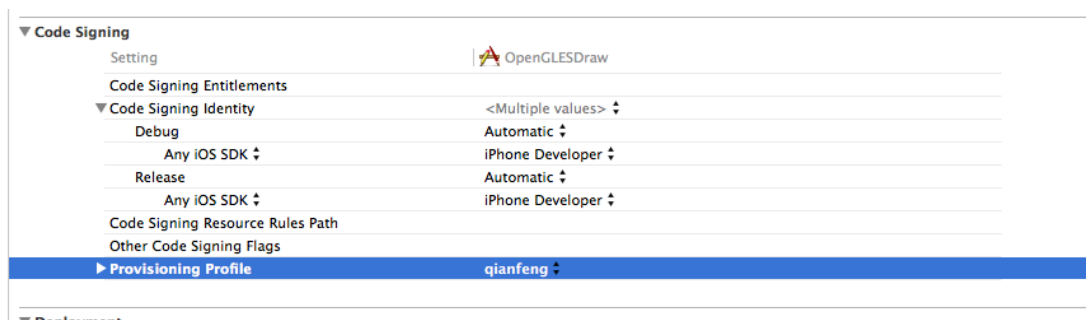 Code Signing
Setting OpenGLESDraw
Code Signing Entitlements
Code Signing Identity <Multiple values>
Debug Automatic
Any iOS SDK iPhone Developer
Release Automatic
Any iOS SDK iPhone Developer
Code Signing Resource Rules Path
Other Code Signing Flags
Provisioning Profile qianfeng